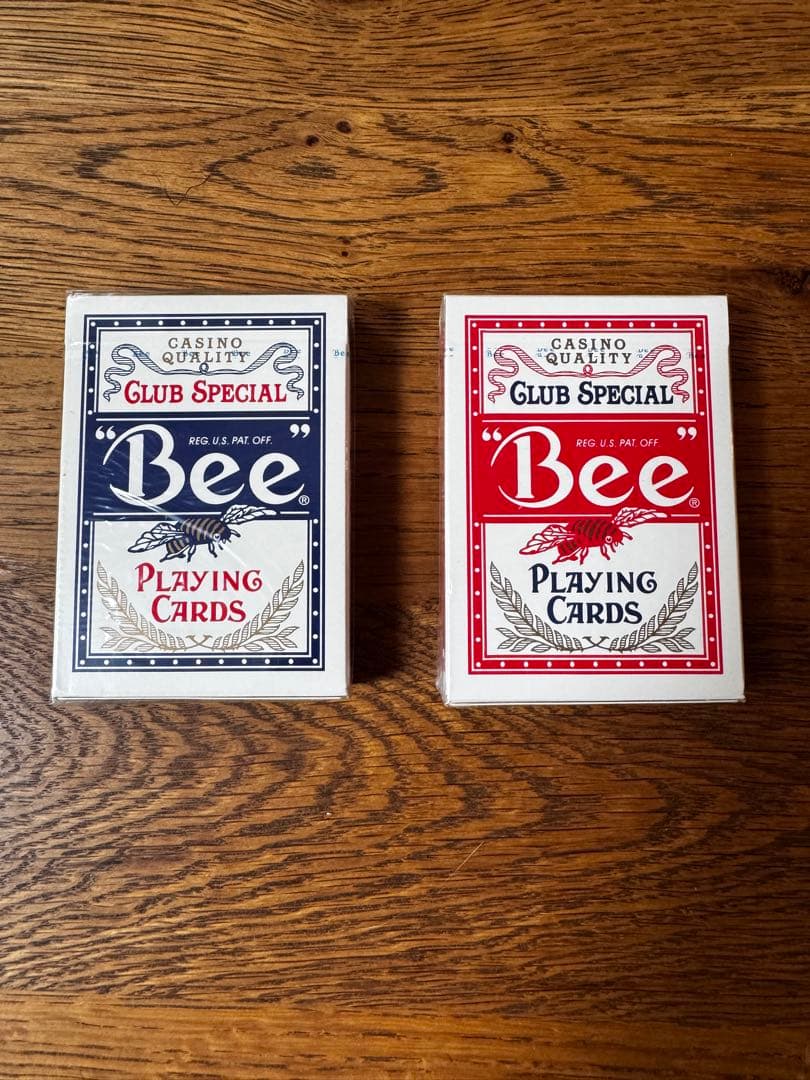 CASINO
QUALITY
CLUB SPECIAL
REG. U.S. PAT. OFF.
"Bee"®
PLAYING
CARDS
CASINO
QUALITY
CLUB SPECIAL
REG. U.S. PAT. OFF.
"Bee"®
PLAYING
CARDS